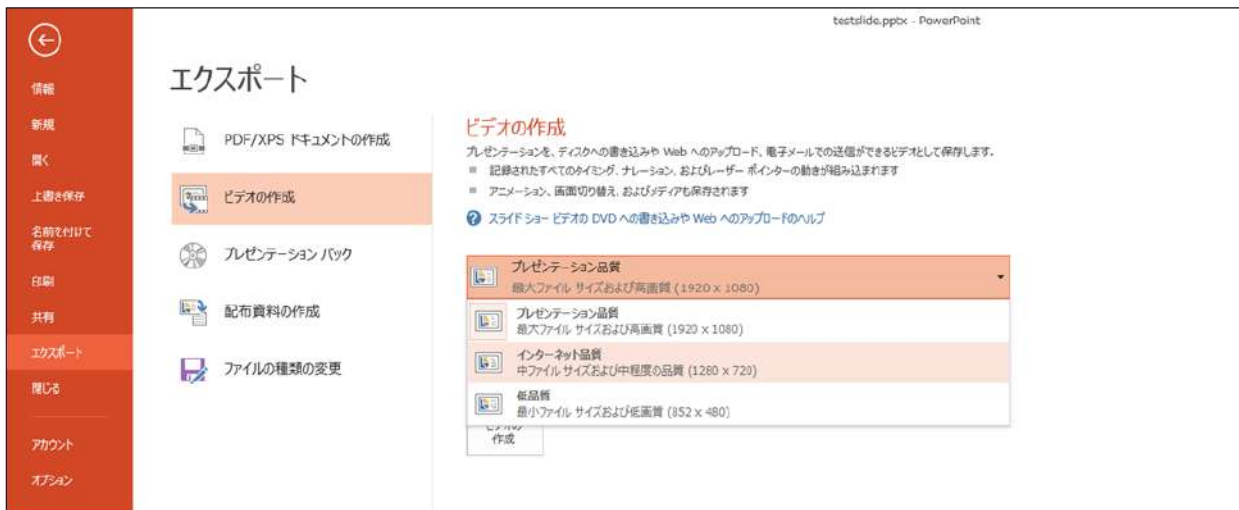 testslide.pptx - PowerPoint
情報
新規
開く
上書き保存
名前を付けて
保存
印刷
共有
エクスポート
閉じる
アカウント
オプション
エクスポート
PDF/XPS ドキュメントの作成
ビデオの作成
プレゼンテーション パック
配布資料の作成
ファイルの種類の変更
ビデオの作成
プレゼンテーションを、ディスクへの書き込みや Web へのアップロード、電子メールでの送信ができるビデオとして保存します。
記録されたすべてのタイミング、ナレーション、およびレーザー ポインターの動きが組み込まれます
アニメーション、画面切り替え、およびメディアも保存されます
スライド ショー ビデオの DVD への書き込みや Web へのアップロードのヘルプ
プレゼンテーション品質
最大ファイル サイズおよび高画質 (1920 x 1080)
プレゼンテーション品質
最大ファイル サイズおよび高画質 (1920 x 1080)
インターネット品質
中ファイル サイズおよび中程度の品質 (1280 x 720)
低品質
最小ファイル サイズおよび低画質 (852 x 480)
ビデオの
作成